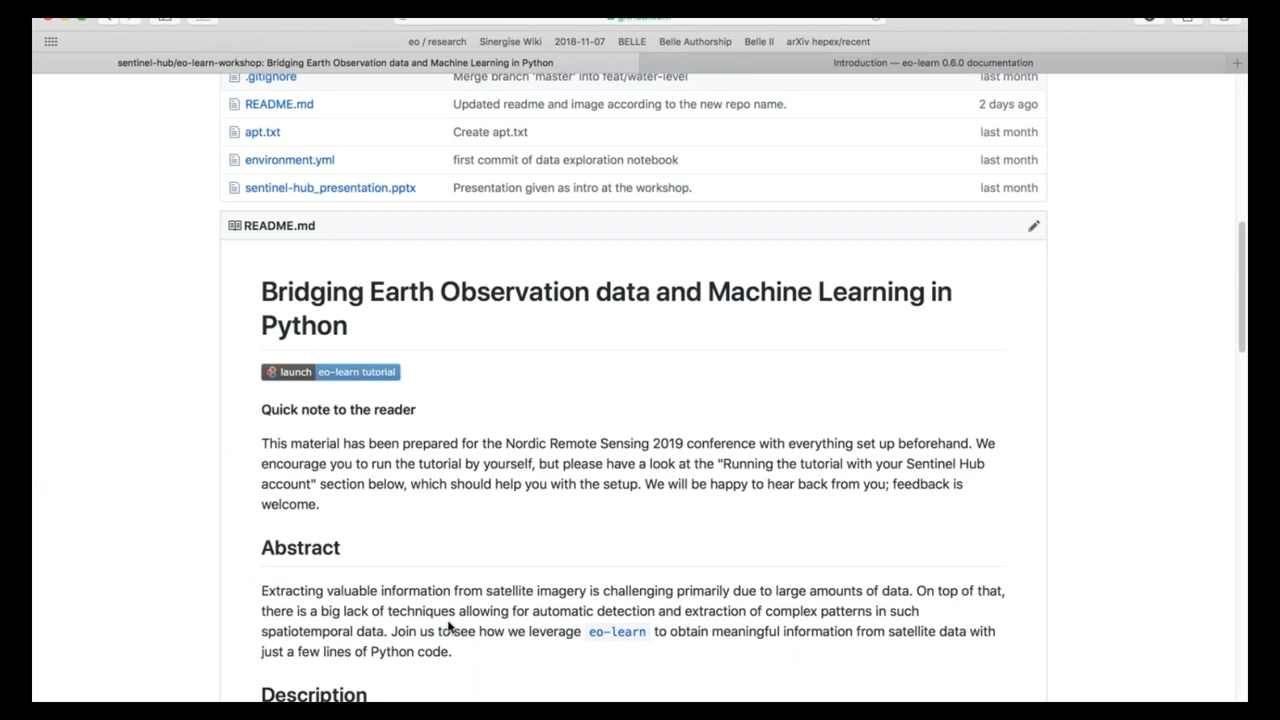 eo / research Sinergise Wiki 2018-11-07 BELLE Belle Authorship Belle II arXiv hepex/recent
sentinel-hub/eo-learn-workshop: Bridging Earth Observation data and Machine Learning in Python Introduction — eo-learn 0.6.0 documentation
.gitignore Merge branch 'master' into feat/water-level last month
README.md Updated readme and image according to the new repo name. 2 days ago
apt.txt Create apt.txt last month
environment.yml first commit of data exploration notebook last month
sentinel-hub_presentation.pptx Presentation given as intro at the workshop. last month
README.md
Bridging Earth Observation data and Machine Learning in
Python
launch eo-learn tutorial
Quick note to the reader
This material has been prepared for the Nordic Remote Sensing 2019 conference with everything set up beforehand. We
encourage you to run the tutorial by yourself, but please have a look at the "Running the tutorial with your Sentinel Hub
account" section below, which should help you with the setup. We will be happy to hear back from you; feedback is
welcome.
Abstract
Extracting valuable information from satellite imagery is challenging primarily due to large amounts of data. On top of that,
there is a big lack of techniques allowing for automatic detection and extraction of complex patterns in such
spatiotemporal data. Join us to see how we leverage eo-learn to obtain meaningful information from satellite data with
just a few lines of Python code.
Description